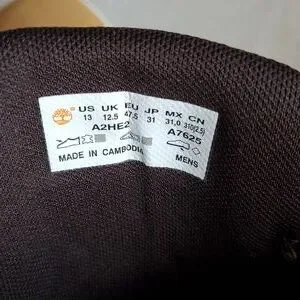 US UK EU JP MX CN
13 12.5 47.5 31 31.0 310(2.5)
A2HE2 A7625
MADE IN CAMBODIA MENS